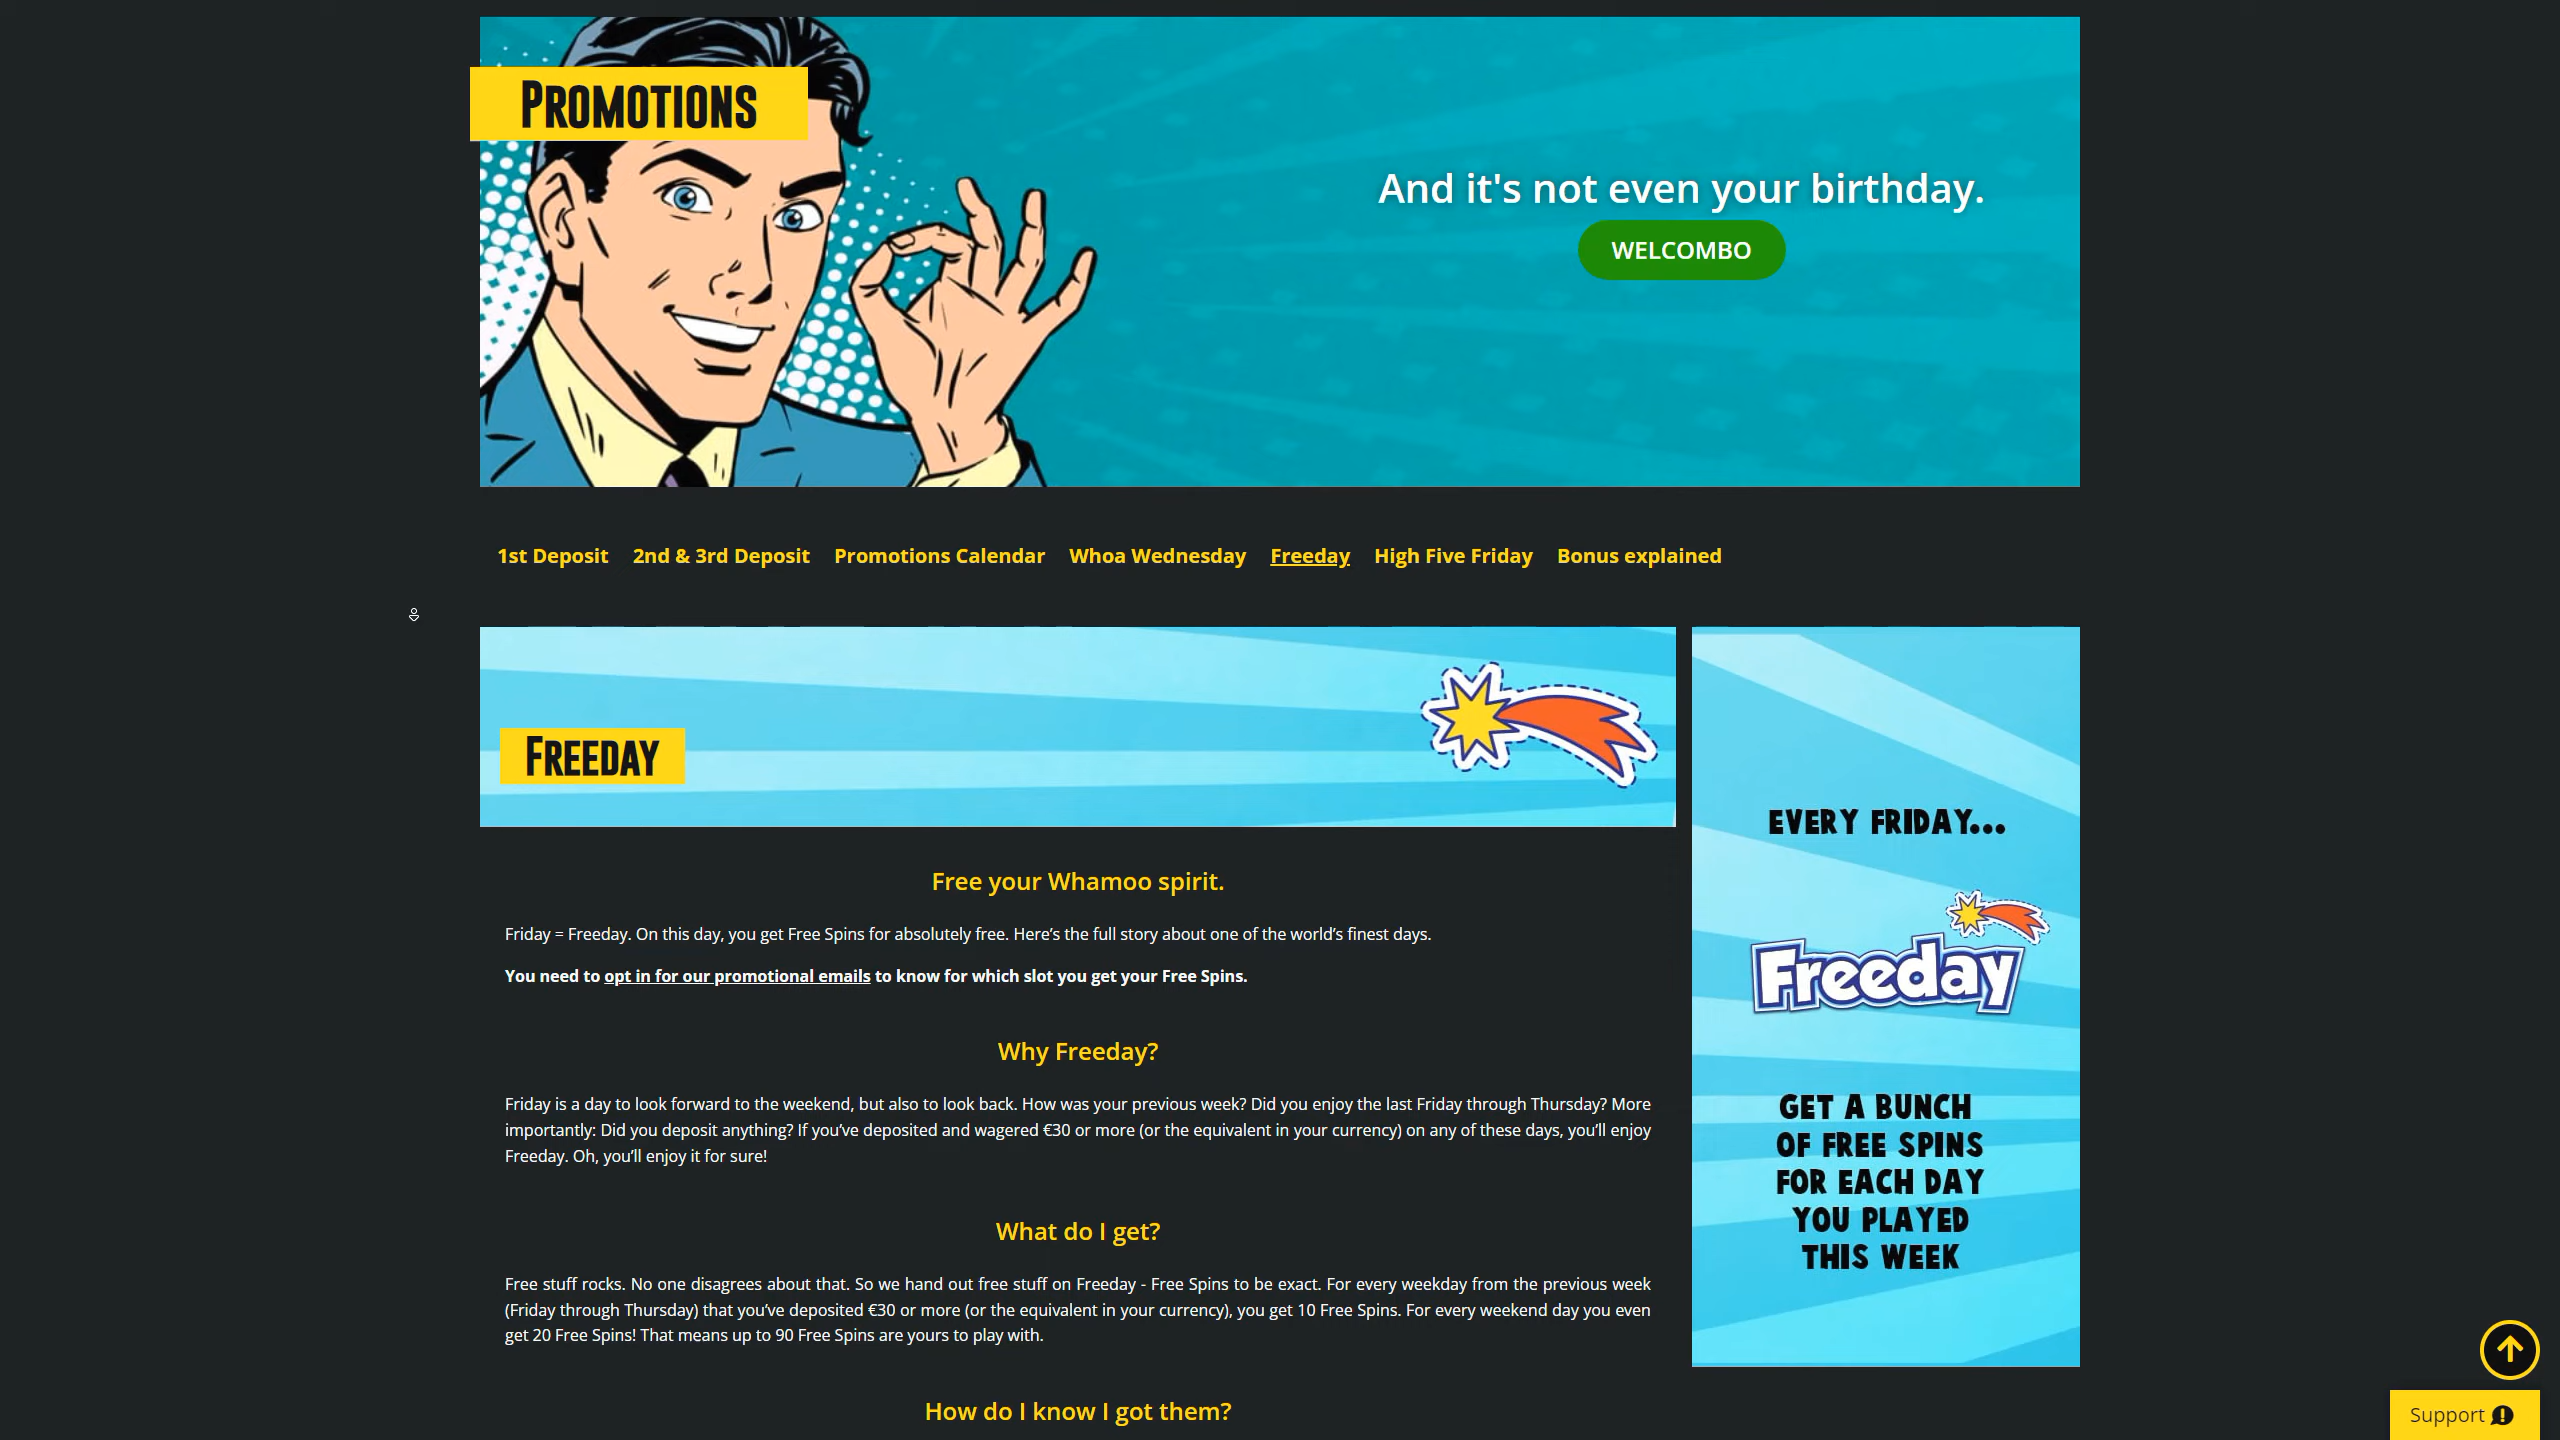 PROMOTIONS
And it's not even your birthday.
WELCOMBO
1st Deposit 2nd & 3rd Deposit Promotions Calendar Whoa Wednesday Freeday High Five Friday Bonus explained
FREEDAY
Free your Whamoo spirit.
Friday = Freeday. On this day, you get Free Spins for absolutely free. Here’s the full story about one of the world’s finest days.
You need to opt in for our promotional emails to know for which slot you get your Free Spins.
Why Freeday?
Friday is a day to look forward to the weekend, but also to look back. How was your previous week? Did you enjoy the last Friday through Thursday? More
importantly: Did you deposit anything? If you’ve deposited and wagered €30 or more (or the equivalent in your currency) on any of these days, you’ll enjoy
Freeday. Oh, you’ll enjoy it for sure!
What do I get?
Free stuff rocks. No one disagrees about that. So we hand out free stuff on Freeday - Free Spins to be exact. For every weekday from the previous week
(Friday through Thursday) that you’ve deposited €30 or more (or the equivalent in your currency), you get 10 Free Spins. For every weekend day you even
get 20 Free Spins! That means up to 90 Free Spins are yours to play with.
How do I know I got them?
EVERY FRIDAY...
Freeday
GET A BUNCH
OF FREE SPINS
FOR EACH DAY
YOU PLAYED
THIS WEEK
Support